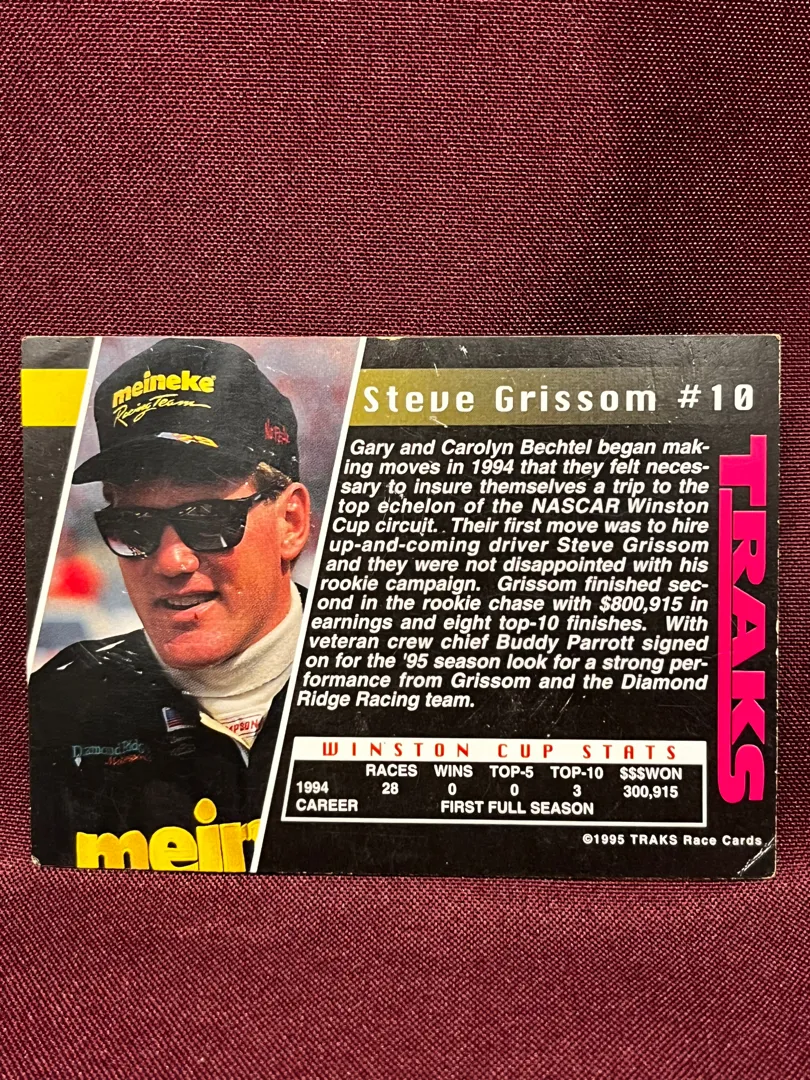 meineke
Racing Team
Steve Grissom #10
Gary and Carolyn Bechtel began mak-
ing moves in 1994 that they felt neces-
sary to insure themselves a trip to the
top echelon of the NASCAR Winston
Cup circuit. Their first move was to hire
up-and-coming driver Steve Grissom
and they were not disappointed with his
rookie campaign. Grissom finished sec-
ond in the rookie chase with $800,915 in
earnings and eight top-10 finishes. With
veteran crew chief Buddy Parrott signed
on for the '95 season look for a strong per-
formance from Grissom and the Diamond
Ridge Racing team.
TRAKS
Diamond Ridge
mein
WINSTON CUP STATS
RACES WINS TOP-5 TOP-10 $$$WON
1994 28 0 0 3 300,915
CAREER FIRST FULL SEASON
©1995 TRAKS Race Cards